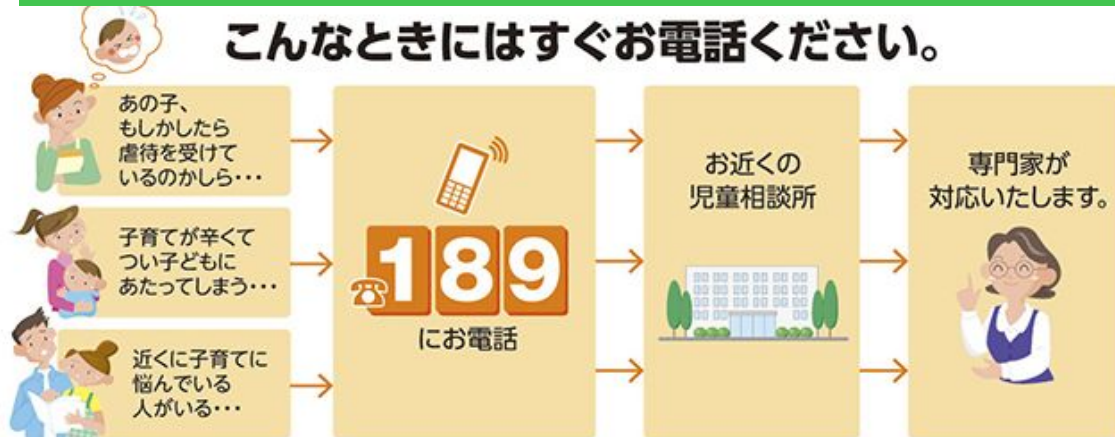 こんなときにはすぐお電話ください。
あの子、
もしかしたら
虐待を受けて
いるのかしら・・・
子育てが辛くて
つい子どもに
あたってしまう・・・
近くに子育てに
悩んでいる
人がいる・・・
189
にお電話
お近くの
児童相談所
専門家が
対応いたします。